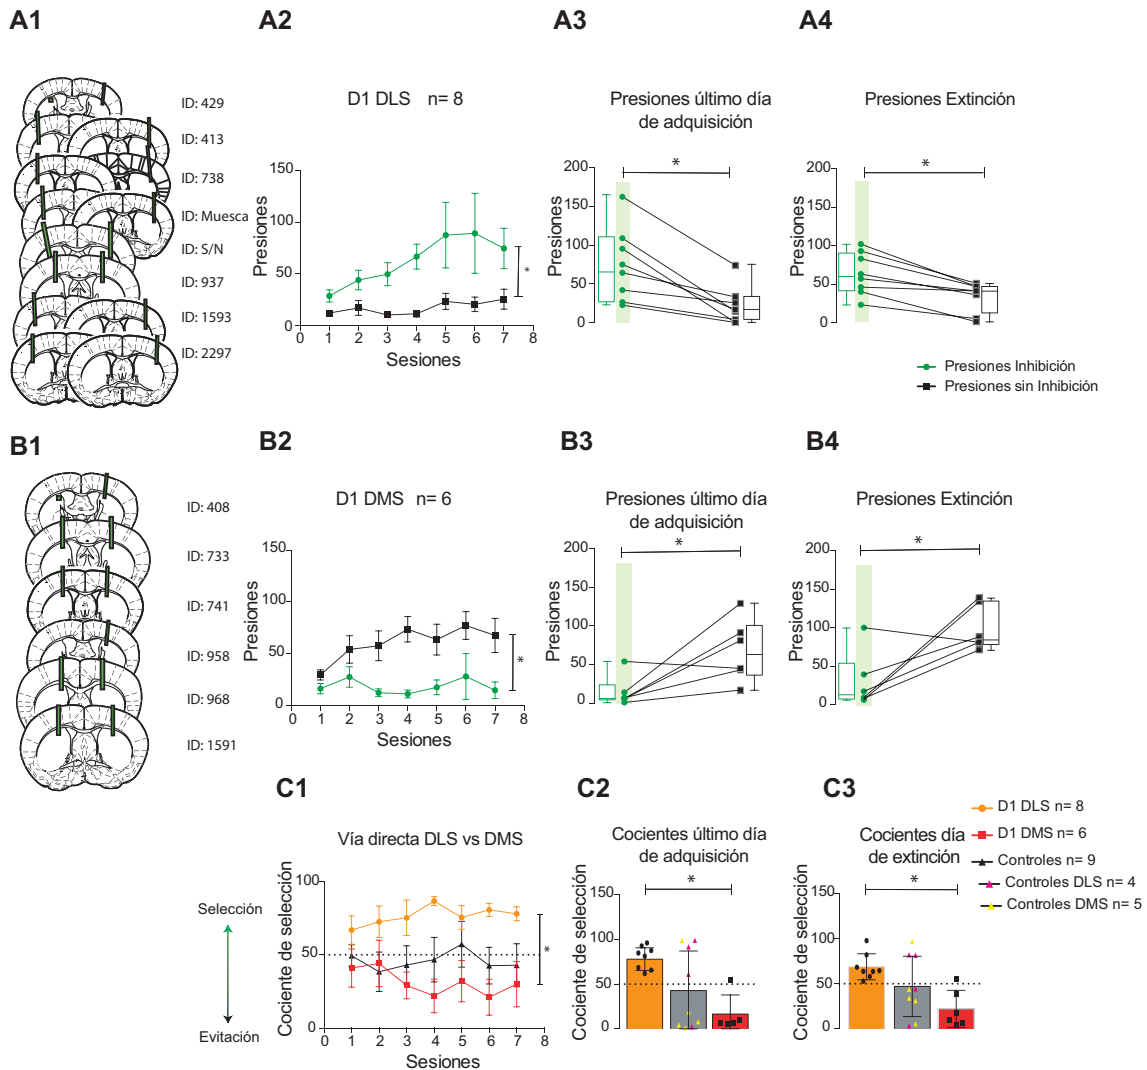 A1
A2
A3
A4
ID: 429
ID: 413
ID: 738
ID: Muesca
ID: S/N
ID: 937
ID: 1593
ID: 2297
D1 DLS n= 8
Presiones
150
100
50
0
0 1 2 3 4 5 6 7 8
Sesiones
*
Presiones último día
de adquisición
*
Presiones
200
150
100
50
0
Presiones Extinción
*
Presiones
200
150
100
50
0
Presiones Inhibición
Presiones sin Inhibición
B1
B2
B3
B4
ID: 408
ID: 733
ID: 741
ID: 958
ID: 968
ID: 1591
D1 DMS n= 6
Presiones
150
100
50
0
0 1 2 3 4 5 6 7 8
Sesiones
*
Presiones último día
de adquisición
*
Presiones
200
150
100
50
0
Presiones Extinción
*
Presiones
200
150
100
50
0
C1
C2
C3
Selección
Evitación
Vía directa DLS vs DMS
Cociente de selección
100
50
0
0 1 2 3 4 5 6 7 8
Sesiones
*
Cocientes último día
de adquisición
*
Cociente de selección
150
100
50
0
Cocientes día
de extinción
*
Cociente de selección
150
100
50
0
D1 DLS n= 8
D1 DMS n= 6
Controles n= 9
Controles DLS n= 4
Controles DMS n= 5